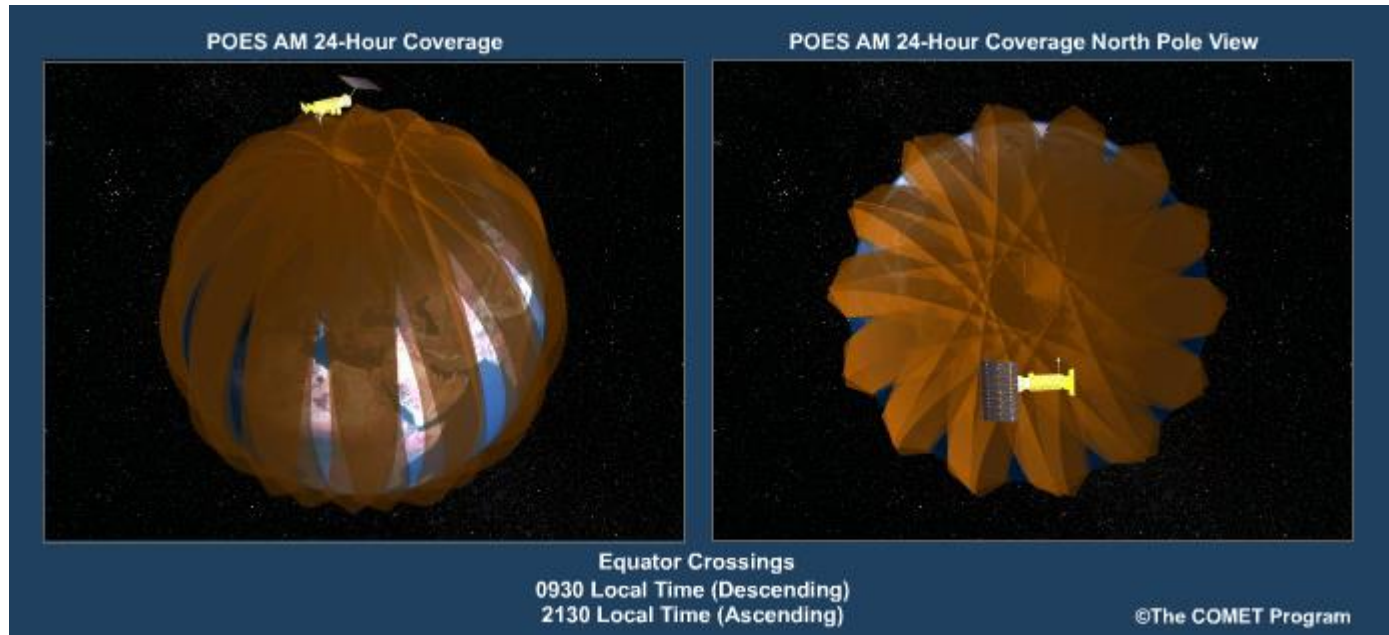 POES AM 24-Hour Coverage
POES AM 24-Hour Coverage North Pole View
Equator Crossings
0930 Local Time (Descending)
2130 Local Time (Ascending)
©The COMET Program